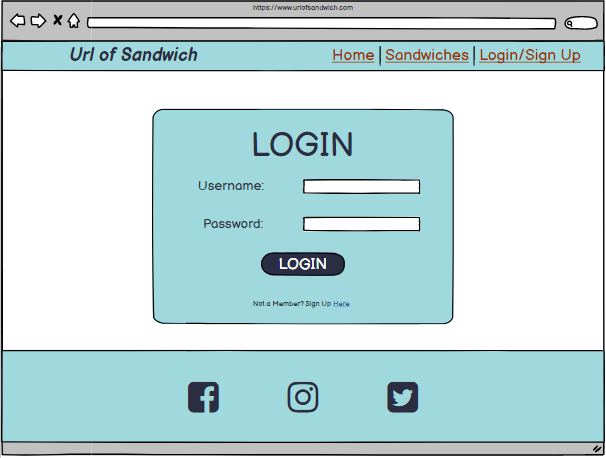 https://www.urlofsandwich.com
Url of Sandwich
Home | Sandwiches | Login/Sign Up
LOGIN
Username:
Password:
LOGIN
Not a Member? Sign Up Here